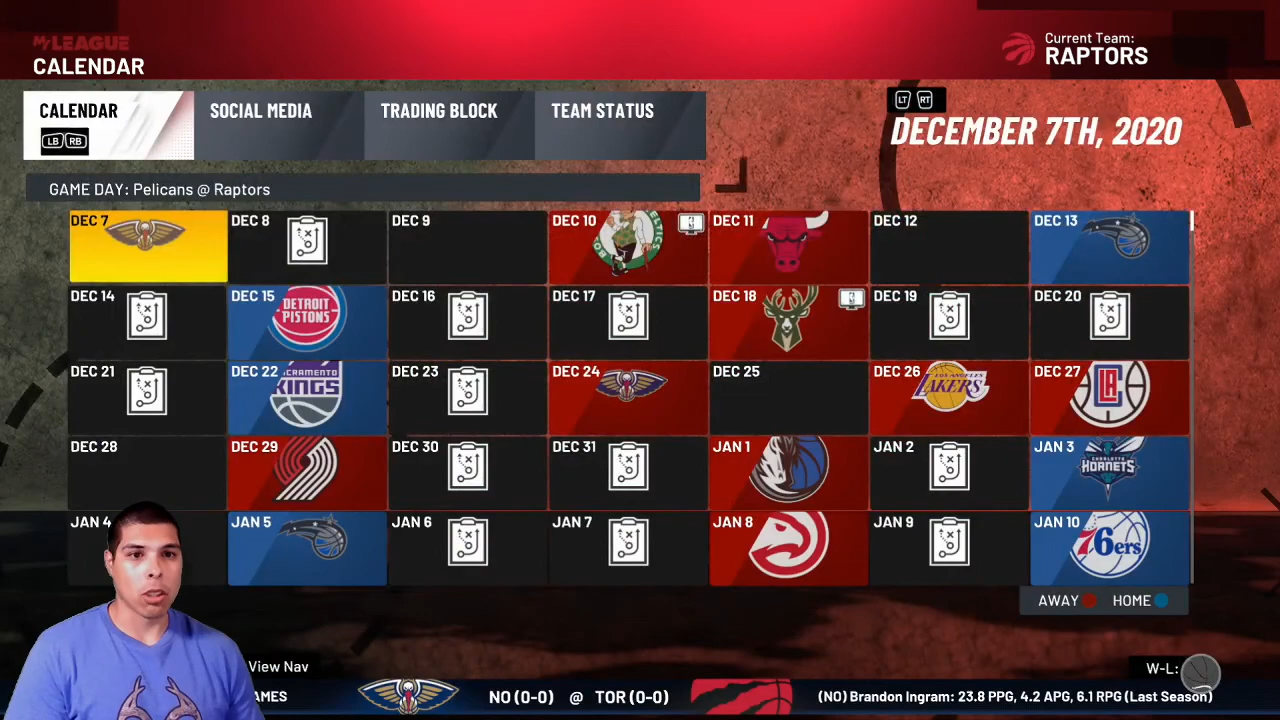 MYLEAGUE
CALENDAR
Current Team:
RAPTORS
CALENDAR
LB RB
SOCIAL MEDIA
TRADING BLOCK
TEAM STATUS
LT RT
DECEMBER 7TH, 2020
GAME DAY: Pelicans @ Raptors
DEC 7
DEC 8
DEC 9
DEC 10
CELTICS
BO
DEC 11
DEC 12
DEC 13
DEC 14
DEC 15
DETROIT
PISTONS
DEC 16
DEC 17
DEC 18
DEC 19
DEC 20
DEC 21
DEC 22
SACRAMENTO
KINGS
DEC 23
DEC 24
DEC 25
DEC 26
LOS ANGELES
LAKERS
DEC 27
LA
DEC 28
DEC 29
DEC 30
DEC 31
JAN 1
JAN 2
JAN 3
CHARLOTTE
HORNETS
JAN 4
JAN 5
JAN 6
JAN 7
JAN 8
JAN 9
JAN 10
76ers
AWAY
HOME
View Nav
W-L:
AMES
NO (0-0) @ TOR (0-0)
(NO) Brandon Ingram: 23.8 PPG, 4.2 APG, 6.1 RPG (Last Season)